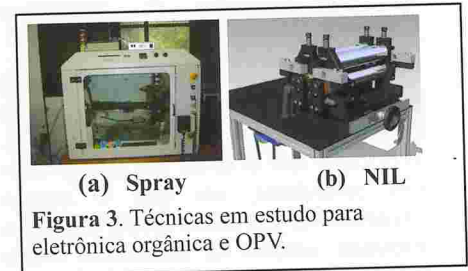 (a) Spray
(b) NIL
Figura 3. Técnicas em estudo para
eletrônica orgânica e OPV.